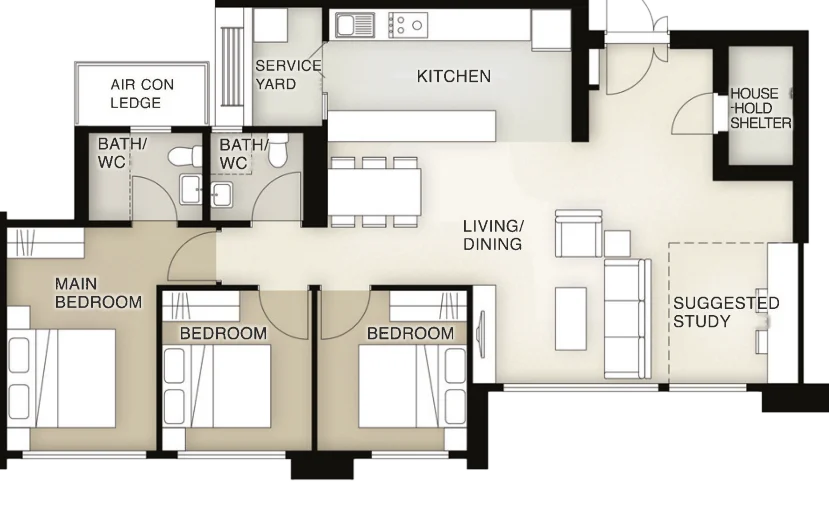 SERVICE
YARD
KITCHEN
AIR CON
LEDGE
HOUSE
-HOLD
SHELTER
BATH/
WC
BATH/
WC
LIVING/
DINING
MAIN
BEDROOM
SUGGESTED
STUDY
BEDROOM
BEDROOM